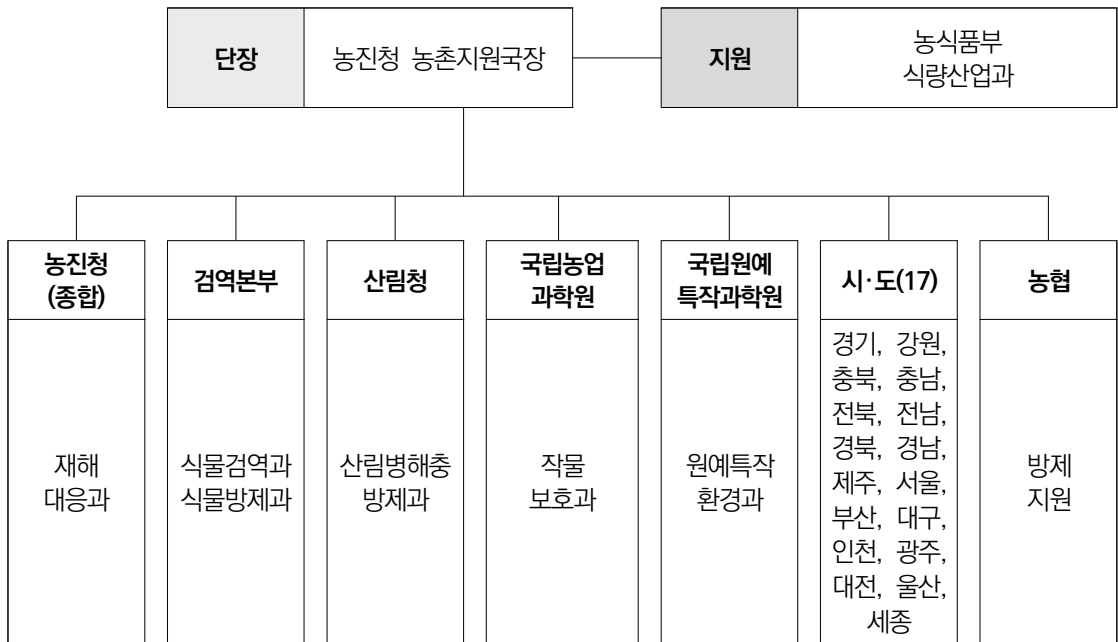 단장
농진청 농촌지원국장
지원
농식품부
식량산업과
농진청
(종합)
재해
대응과
검역본부
식물검역과
식물방제과
산림청
산림병해충
방제과
국립농업
과학원
작물
보호과
국립원예
특작과학원
원예특작
환경과
시·도(17)
경기, 강원,
충북, 충남,
전북, 전남,
경북, 경남,
제주, 서울,
부산, 대구,
인천, 광주,
대전, 울산,
세종
농협
방제
지원